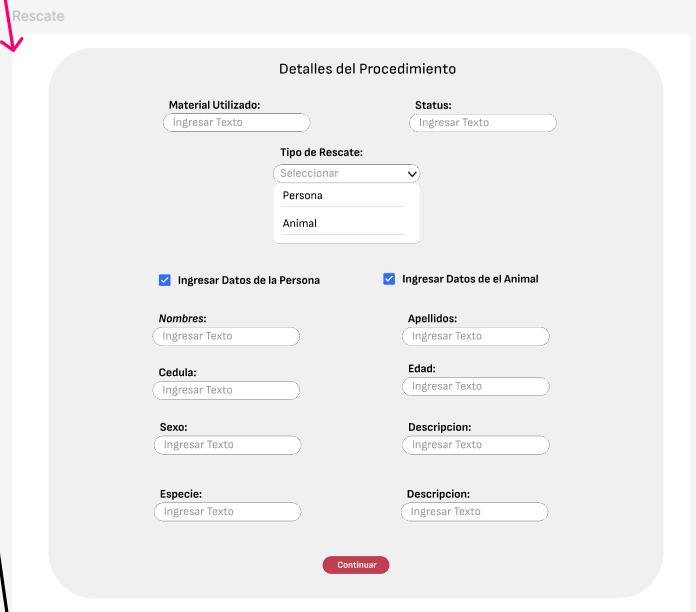 Rescate
Detalles del Procedimiento
Material Utilizado:
Status:
Ingresar Texto
Ingresar Texto
Tipo de Rescate:
Seleccionar
Persona
Animal
Ingresar Datos de la Persona
Ingresar Datos de el Animal
Nombres:
Apellidos:
Ingresar Texto
Ingresar Texto
Cedula:
Edad:
Ingresar Texto
Ingresar Texto
Sexo:
Descripcion:
Ingresar Texto
Ingresar Texto
Especie:
Descripcion:
Ingresar Texto
Ingresar Texto
Continuar